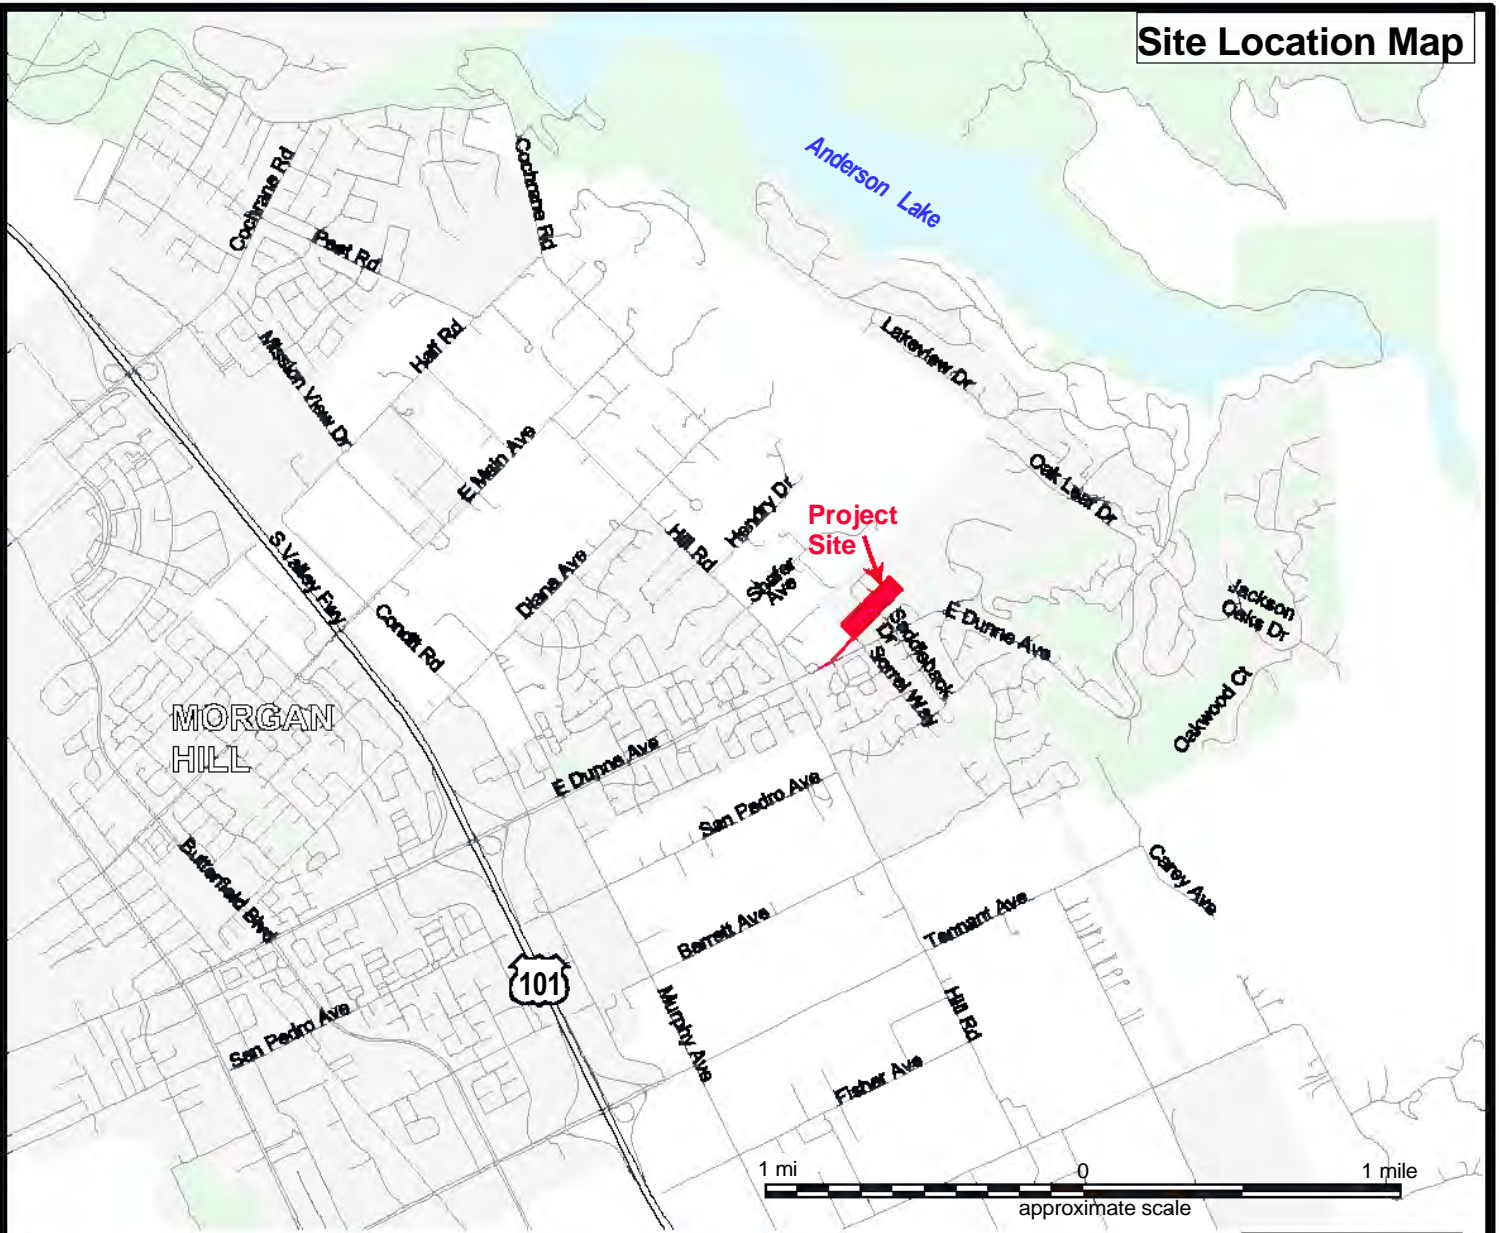 Site Location Map
Anderson Lake
Cochrane Rd
Cochrane Rd
Peet Rd
Half Rd
Mission View Dr
Lakeview Dr
E Main Ave
Oak Leaf Dr
Hendry Dr
Hill Rd
Project
Site
S Valley Fwy
Diana Ave
Shafer
Ave
Condit Rd
Saddleback
Dr
E Dunne Ave
Jackson
Oaks Dr
Sorrel Way
Oakwood Ct
MORGAN
HILL
E Dunne Ave
San Pedro Ave
Butterfield Blvd
Carey Ave
Barrett Ave
Tennant Ave
101
San Pedro Ave
Murphy Ave
Hill Rd
Fisher Ave
1 mi 0 1 mile
approximate scale